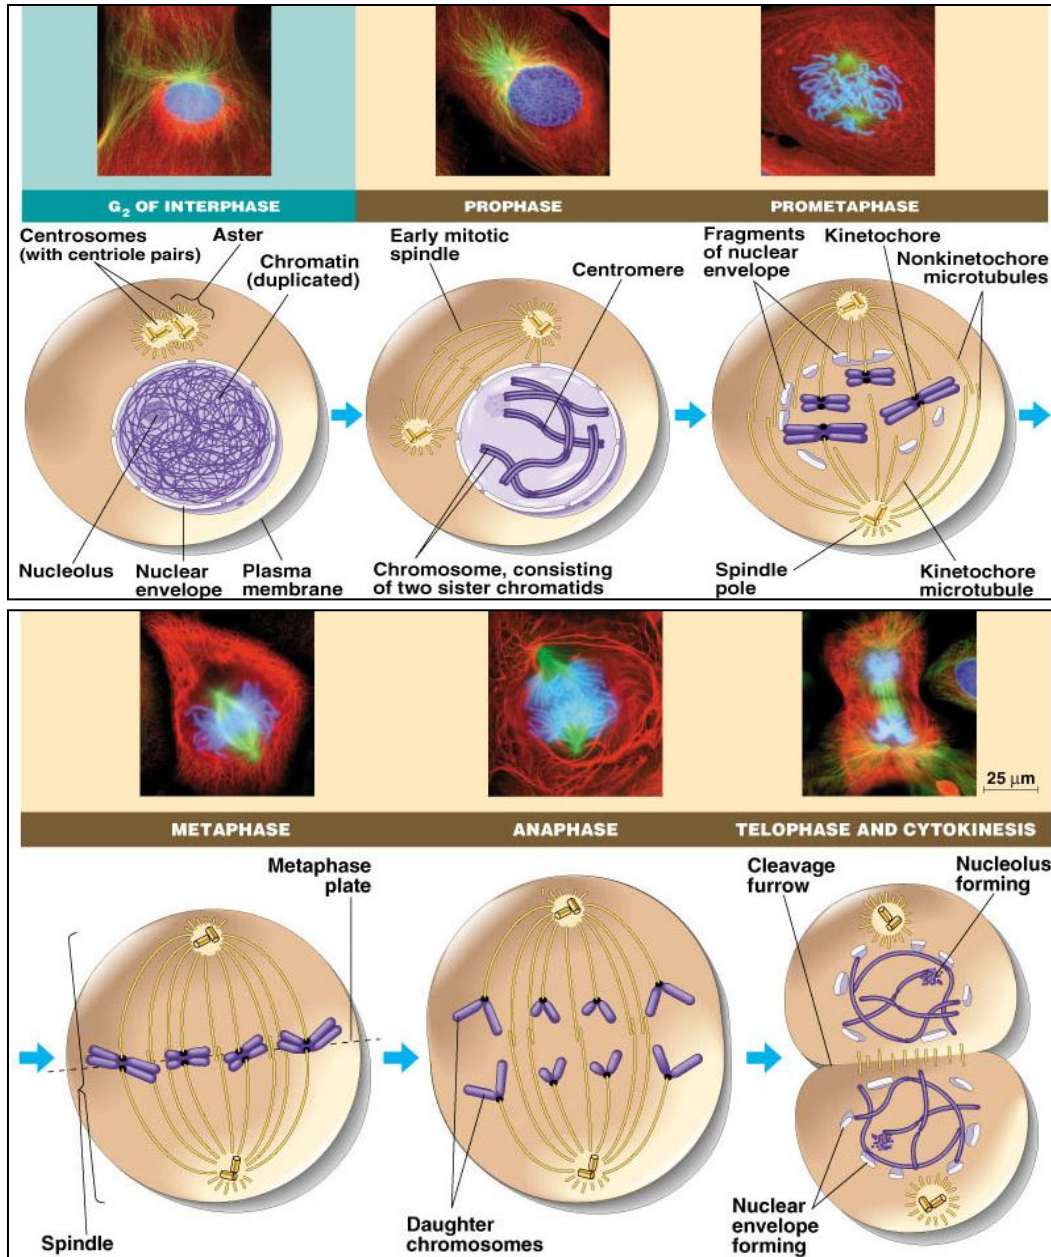 G₂ OF INTERPHASE
PROPHASE
PROMETAPHASE
Centrosomes
(with centriole pairs)
Aster
Chromatin
(duplicated)
Early mitotic
spindle
Centromere
Fragments
of nuclear
envelope
Kinetochore
Nonkinetochore
microtubules
Nucleolus
Nuclear
envelope
Plasma
membrane
Chromosome, consisting
of two sister chromatids
Spindle
pole
Kinetochore
microtubule
25 μm
METAPHASE
ANAPHASE
TELOPHASE AND CYTOKINESIS
Metaphase
plate
Cleavage
furrow
Nucleolus
forming
Spindle
Daughter
chromosomes
Nuclear
envelope
forming